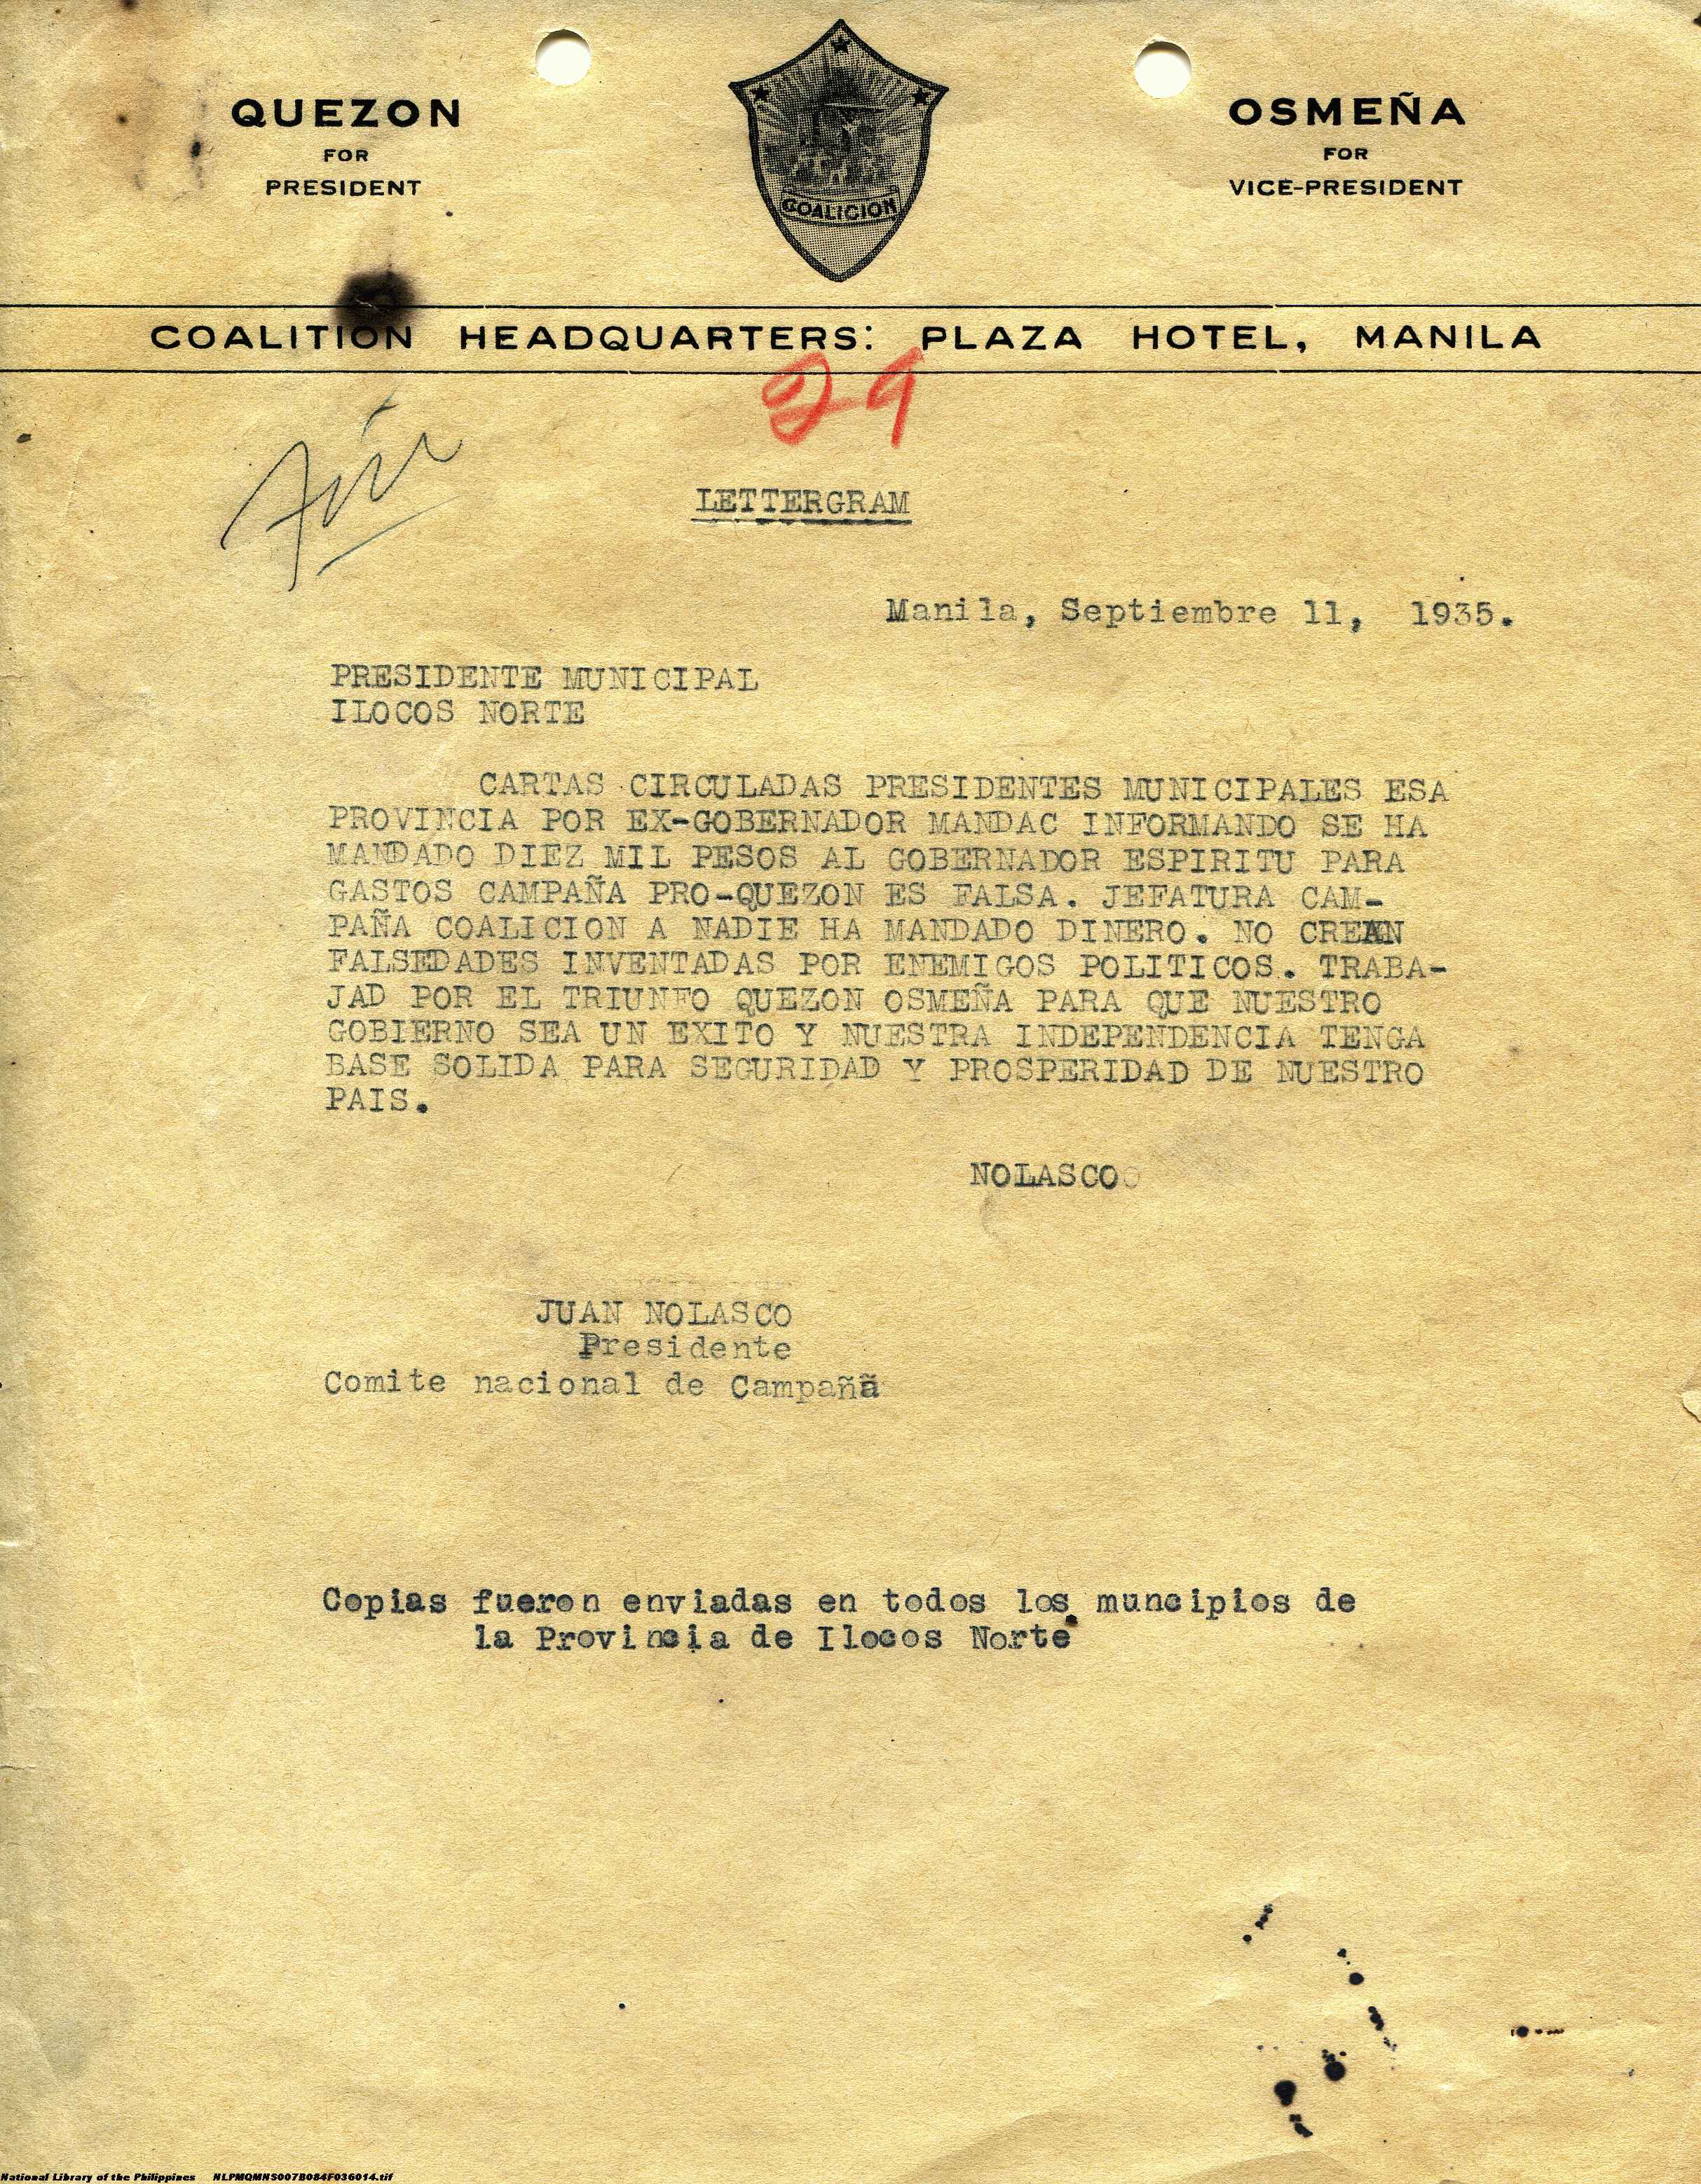 QUEZON
FOR
PRESIDENT
COALICION
OSMEÑA
FOR
VICE-PRESIDENT
COALITION HEADQUARTERS: PLAZA HOTEL, MANILA
29
LETTERGRAM
Manila, Septiembre 11, 1935.
PRESIDENTE MUNICIPAL
ILOCOS NORTE
CARTAS CIRCULADAS PRESIDENTES MUNICIPALES ESA
PROVINCIA POR EX-GOBERNADOR MANDAC INFORMANDO SE HA
MANDADO DIEZ MIL PESOS AL GOBERNADOR ESPIRITU PARA
GASTOS CAMPAÑA PRO-QUEZON ES FALSA. JEFATURA CAM-
PAÑA COALICION A NADIE HA MANDADO DINERO. NO CREAN
FALSEDADES INVENTADAS POR ENEMIGOS POLITICOS. TRABA-
JAD POR EL TRIUNFO QUEZON OSMEÑA PARA QUE NUESTRO
GOBIERNO SEA UN EXITO Y NUESTRA INDEPENDENCIA TENGA
BASE SOLIDA PARA SEGURIDAD Y PROSPERIDAD DE NUESTRO
PAIS.
NOLASCO
JUAN NOLASCO
Presidente
Comite nacional de Campaña
Copias fueron enviadas en todos los muncipios de
la Provincia de Ilocos Norte
National Library of the Philippines NLPMQMNS007B084F036014.tif